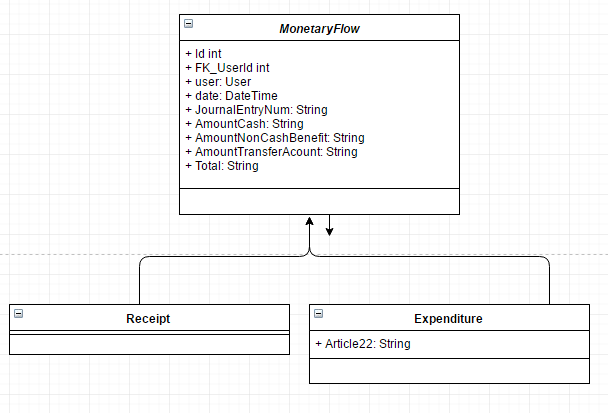 MonetaryFlow
+ Id int
+ FK_UserId int
+ user: User
+ date: DateTime
+ JournalEntryNum: String
+ AmountCash: String
+ AmountNonCashBenefit: String
+ AmountTransferAcount: String
+ Total: String
Receipt
Expenditure
+ Article22: String